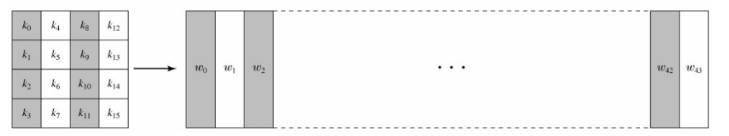 k₀ k₄ k₈ k₁₂
k₁ k₅ k₉ k₁₃
k₂ k₆ k₁₀ k₁₄
k₃ k₇ k₁₁ k₁₅
w₀ w₁ w₂ • • • w₄₂ w₄₃